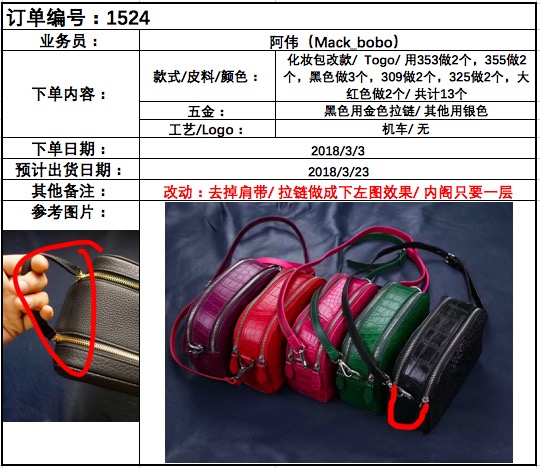 订单编号：1524
业务员： 阿伟（Mack_bobo）
下单内容： 款式/皮料/颜色： 化妆包改款/ Togo/ 用353做2个，355做2
个，黑色做3个，309做2个，325做2个，大
红色做2个/ 共计13个
五金： 黑色用金色拉链/ 其他用银色
工艺/Logo： 机车/ 无
下单日期： 2018/3/3
预计出货日期： 2018/3/23
其他备注： 改动：去掉肩带/ 拉链做成下左图效果/ 内阁只要一层
参考图片：